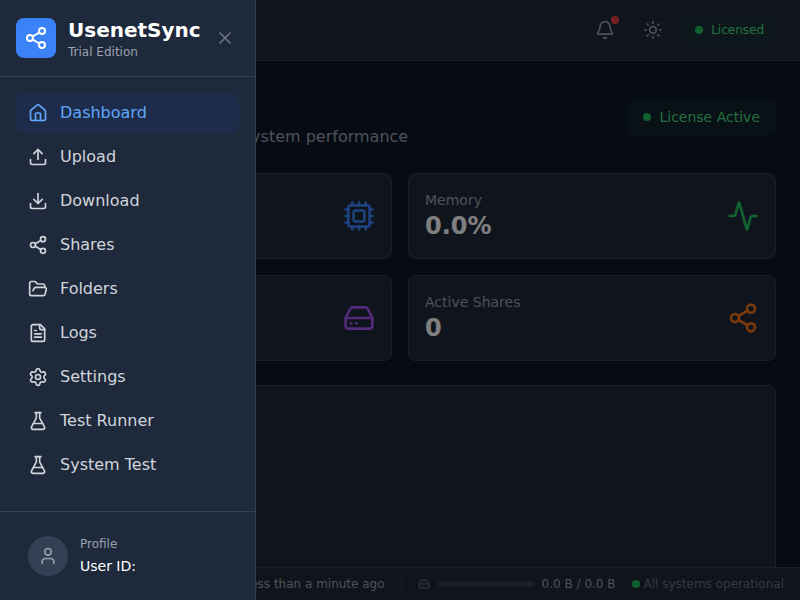 UsenetSync
Trial Edition
Licensed
Dashboard
Upload
Download
Shares
Folders
Logs
Settings
Test Runner
System Test
Profile
User ID:
License Active
ystem performance
Memory
0.0%
Active Shares
0
ess than a minute ago
0.0 B / 0.0 B
All systems operational